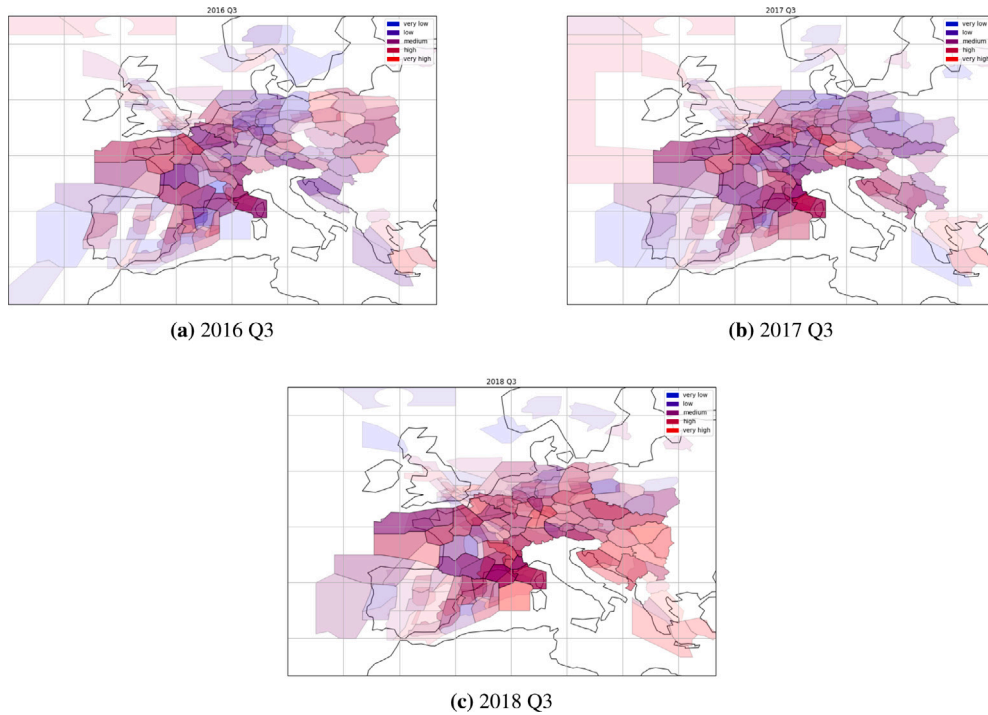 2016 Q3
very low
low
medium
high
very high
(a) 2016 Q3
2017 Q3
very low
low
medium
high
very high
(b) 2017 Q3
2018 Q3
very low
low
medium
high
very high
(c) 2018 Q3